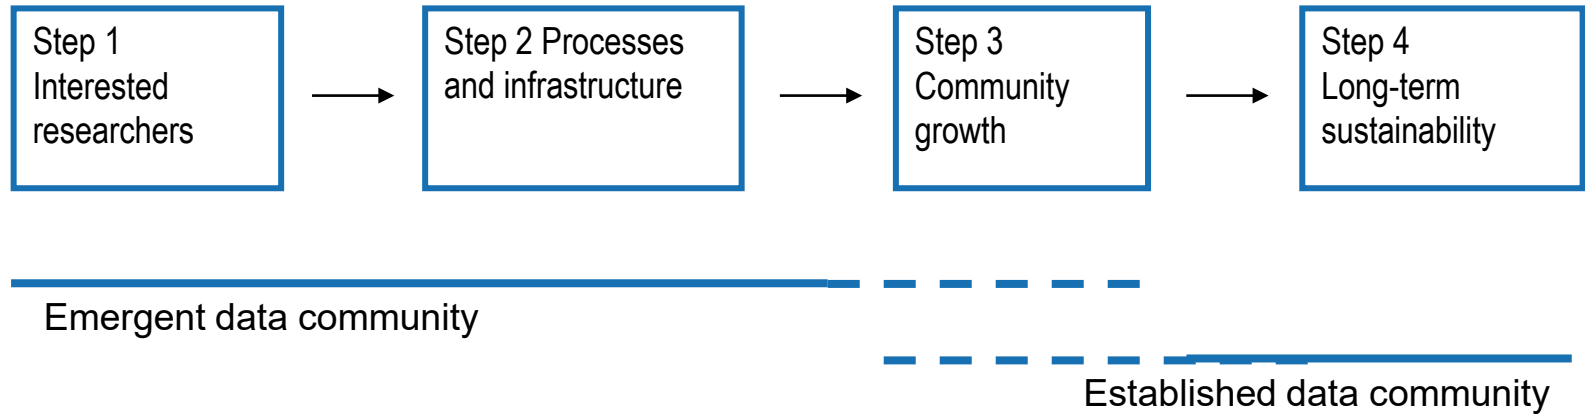 Step 1
Interested
researchers
Step 2 Processes
and infrastructure
Step 3
Community
growth
Step 4
Long-term
sustainability
Emergent data community
Established data community